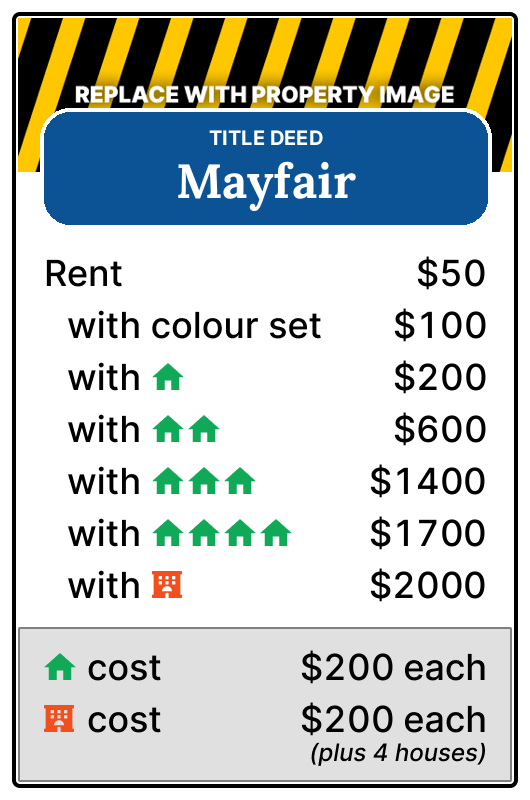 REPLACE WITH PROPERTY IMAGE
TITLE DEED
Mayfair
Rent $50
with colour set $100
with $200
with $600
with $1400
with $1700
with $2000
cost $200 each
cost $200 each
(plus 4 houses)